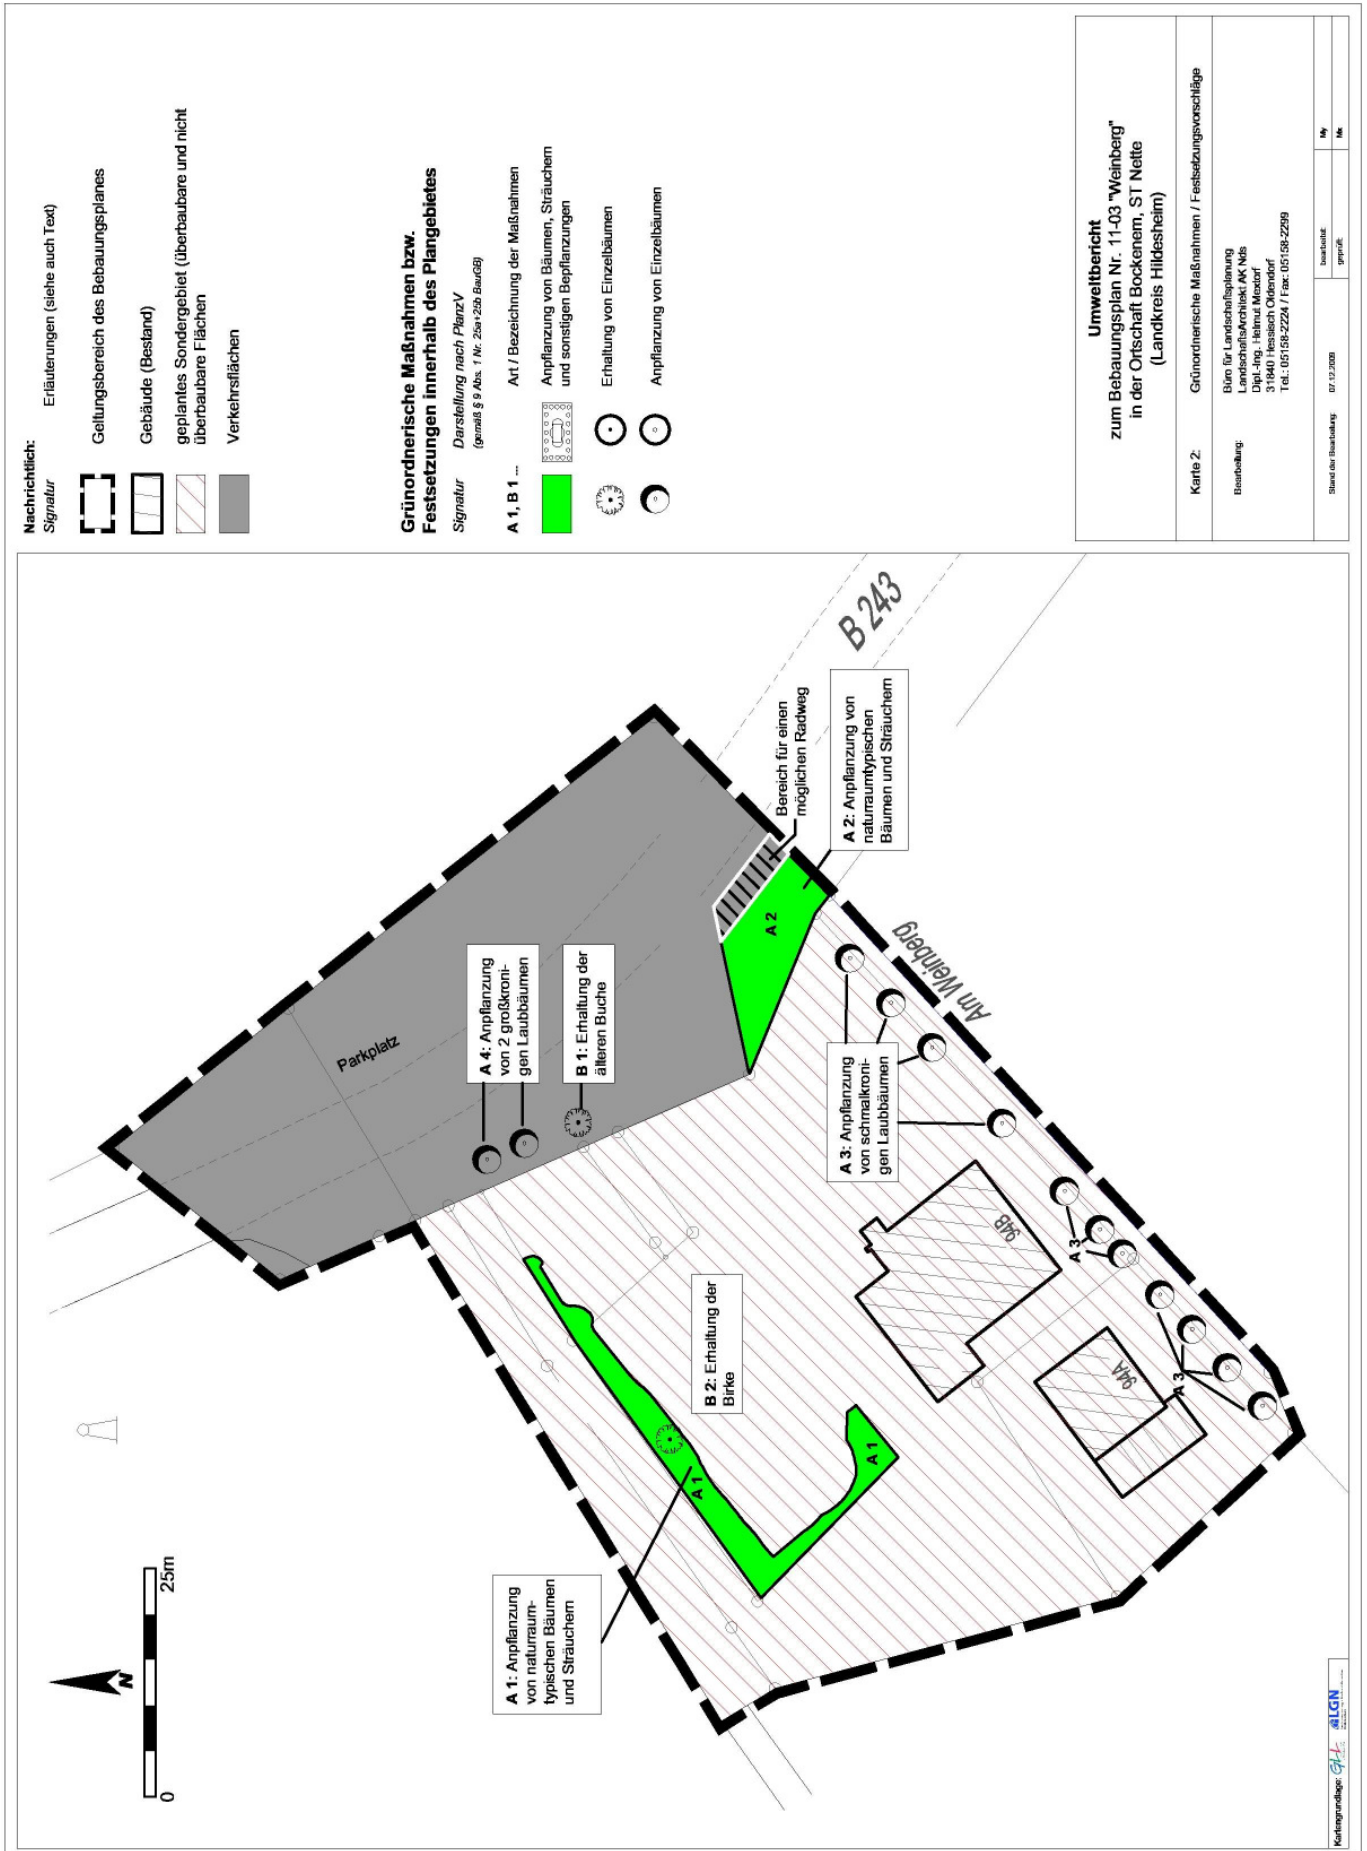 Nachrichtlich:
Signatur
Erläuterungen (siehe auch Text)
Geltungsbereich des Bebauungsplanes
Gebäude (Bestand)
geplantes Sondergebiet (überbaubare und nicht
überbaubare Flächen
Verkehrsflächen
Grünordnerische Maßnahmen bzw.
Festsetzungen innerhalb des Plangebietes
Signatur
Darstellung nach PlanzV
(gemäß § 9 Abs. 1 Nr. 25a+25b BauGB)
A 1, B 1 ...
Art / Bezeichnung der Maßnahmen
Anpflanzung von Bäumen, Sträuchern
und sonstigen Bepflanzungen
Erhaltung von Einzelbäumen
Anpflanzung von Einzelbäumen
Umweltbericht
zum Bebauungsplan Nr. 11-03 "Weinberg"
in der Ortschaft Bockenem, ST Nette
(Landkreis Hildesheim)
Karte 2:
Grünordnerische Maßnahmen / Festsetzungsvorschläge
Bearbeitung:
Büro für Landschaftsplanung
LandschaftsArchitekt AK Nds
Dipl.-Ing. Helmut Mexdorf
31840 Hessisch Oldendorf
Tel.: 05158-2224 / Fax: 05158-2299
Stand der Bearbeitung:
07.12.2009
bearbeitet:
My
geprüft:
Me
0
25m
N
Parkplatz
A 4: Anpflanzung
von 2 großkroni-
gen Laubbäumen
B 1: Erhaltung der
älteren Buche
B 243
Bereich für einen
möglichen Radweg
A 2
A 2: Anpflanzung von
naturraumtypischen
Bäumen und Sträuchern
Am Weinberg
A 3: Anpflanzung
von schmalkroni-
gen Laubbäumen
A 3
A 3
94B
94A
B 2: Erhaltung der
Birke
A 1
A 1
A 1: Anpflanzung
von naturraum-
typischen Bäumen
und Sträuchern
Kartengrundlage:
GLL
LGN